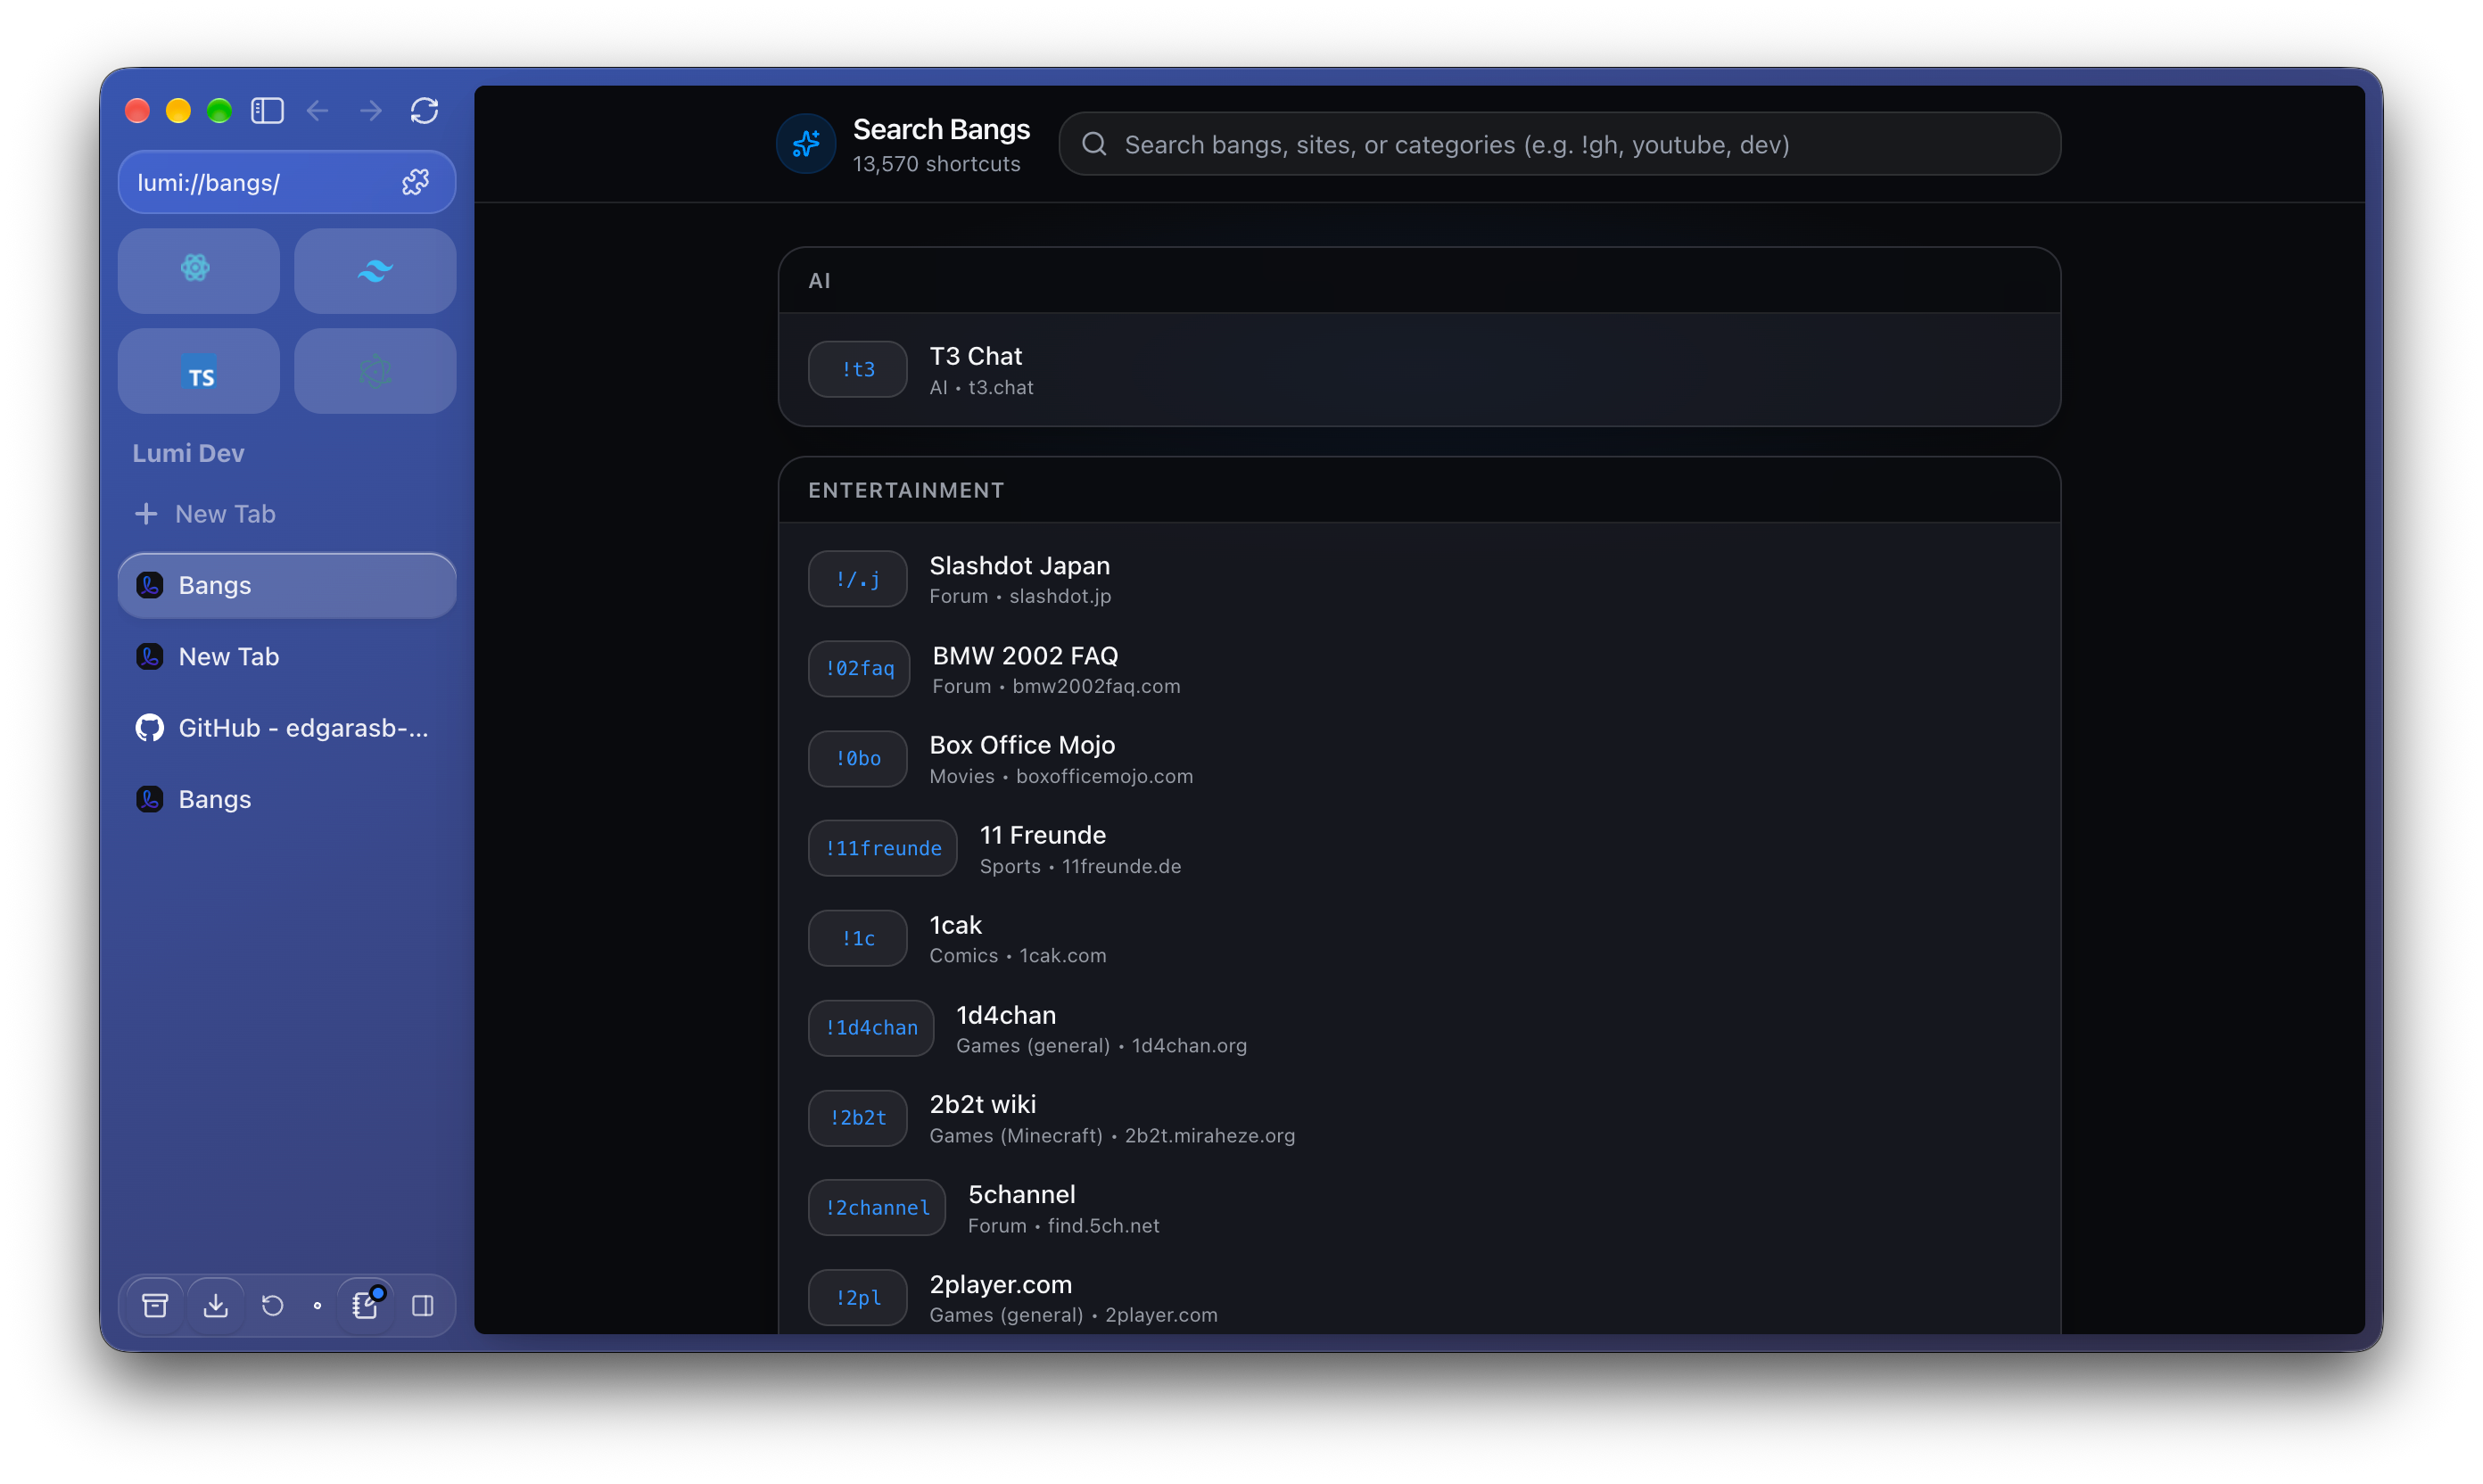 lumi://bangs/
TS
Lumi Dev
New Tab
Bangs
New Tab
GitHub - edgarasb-...
Bangs
Search Bangs
13,570 shortcuts
Search bangs, sites, or categories (e.g. !gh, youtube, dev)
AI
!t3
T3 Chat
AI • t3.chat
ENTERTAINMENT
!/.j
Slashdot Japan
Forum • slashdot.jp
!02faq
BMW 2002 FAQ
Forum • bmw2002faq.com
!0bo
Box Office Mojo
Movies • boxofficemojo.com
!11freunde
11 Freunde
Sports • 11freunde.de
!1c
1cak
Comics • 1cak.com
!1d4chan
1d4chan
Games (general) • 1d4chan.org
!2b2t
2b2t wiki
Games (Minecraft) • 2b2t.miraheze.org
!2channel
5channel
Forum • find.5ch.net
!2pl
2player.com
Games (general) • 2player.com